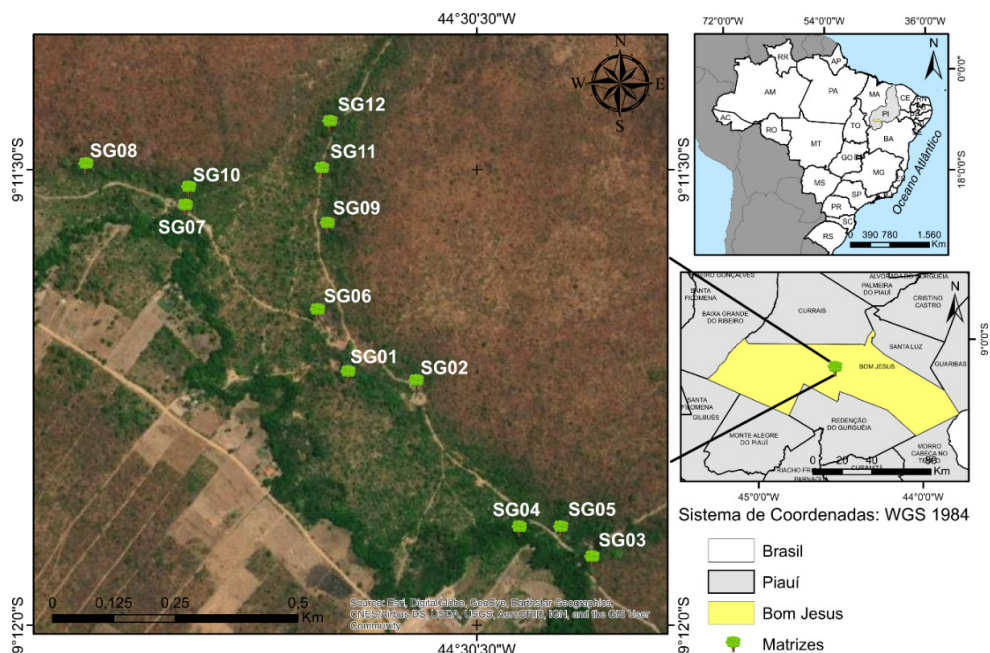 44°30'30"W
N
W
E
S
SG12
SG11
SG08
SG10
SG07
SG09
SG06
SG01
SG02
SG04
SG05
SG03
9°11'30"S
9°12'0"S
0 0,125 0,25 0,5
Km
Source: Esri, DigitalGlobe, GeoEye, Earthstar Geographics,
CNES/Airbus DS, USDA, USGS, AeroGRID, IGN, and the GIS User
Community
44°30'30"W
72°0'0"W 54°0'0"W 36°0'0"W
N
0°0'0"
18°0'0"S
RR
AP
AM
PA
MA
CE
PI
AC
RO
TO
BA
MT
GO
MG
MS
SP
PR
SC
RS
Oceano Atlântico
0 390 780 1.560
Km
N
SANTA
FILOMENA
BAIXA GRANDE
DO RIBEIRO
CURRAIS
ALVORADA DO GURGUÉIA
PALMEIRA
DO PIAUÍ
CRISTINO
CASTRO
SANTA LUZ
GUARIBAS
BOM JESUS
SANTA
FILOMENA
GILBUÉS
MONTE ALEGRE
DO PIAUÍ
REDENÇÃO
DO GURGUÉIA
MORRO
CABEÇA NO
0 20 40 80
Km
9°0'0"S
45°0'0"W 44°0'0"W
Sistema de Coordenadas: WGS 1984
Brasil
Piauí
Bom Jesus
Matrizes